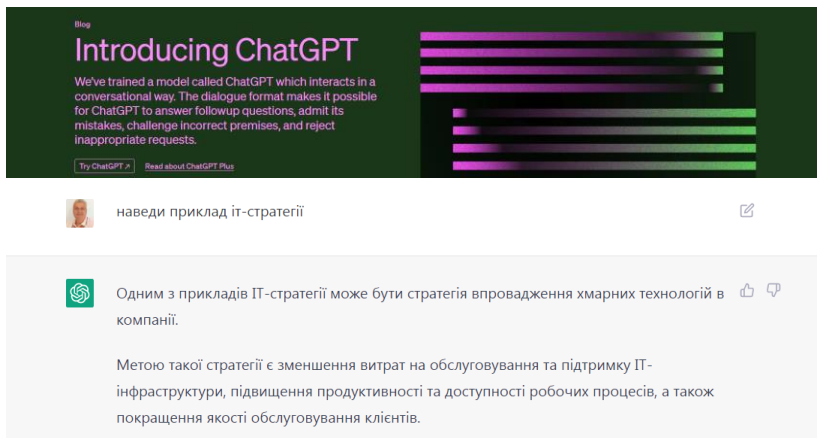 Blog
Introducing ChatGPT
We've trained a model called ChatGPT which interacts in a
conversational way. The dialogue format makes it possible
for ChatGPT to answer followup questions, admit its
mistakes, challenge incorrect premises, and reject
inappropriate requests.
Try ChatGPT ↗ Read about ChatGPT Plus
наведи приклад іт-стратегії
Одним з прикладів ІТ-стратегії може бути стратегія впровадження хмарних технологій в
компанії.
Метою такої стратегії є зменшення витрат на обслуговування та підтримку ІТ-
інфраструктури, підвищення продуктивності та доступності робочих процесів, а також
покращення якості обслуговування клієнтів.